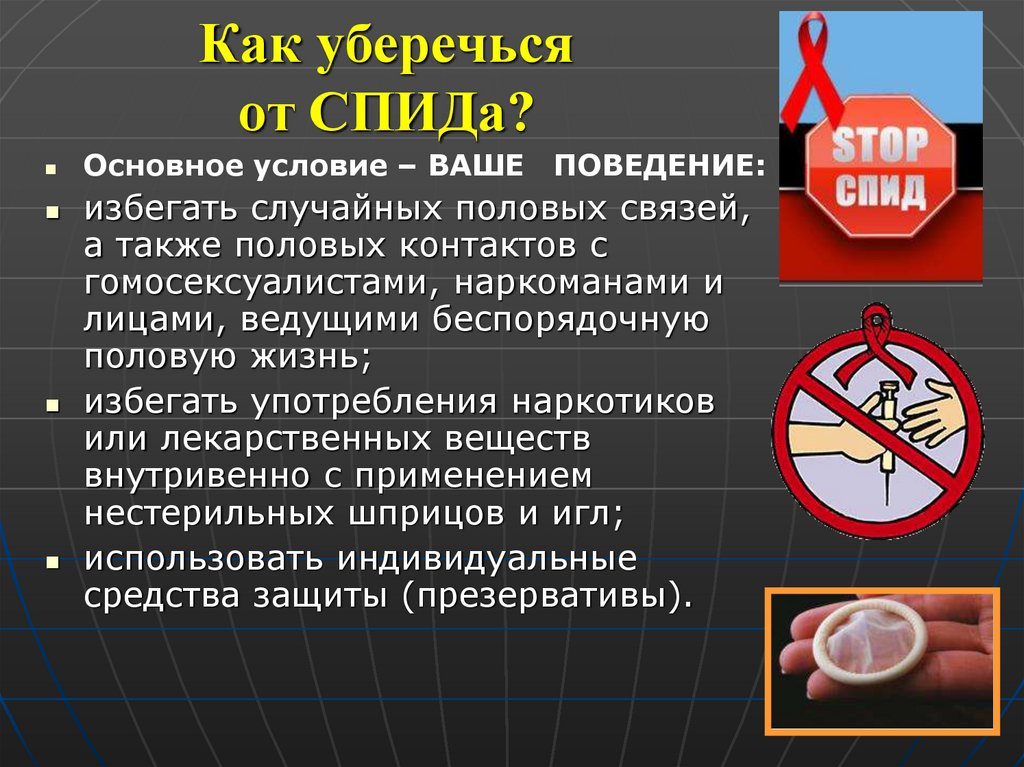 Как уберечься
от СПИДа?
Основное условие – ВАШЕ ПОВЕДЕНИЕ:
избегать случайных половых связей,
а также половых контактов с
гомосексуалистами, наркоманами и
лицами, ведущими беспорядочную
половую жизнь;
избегать употребления наркотиков
или лекарственных веществ
внутривенно с применением
нестерильных шприцов и игл;
использовать индивидуальные
средства защиты (презервативы).
STOP
СПИД